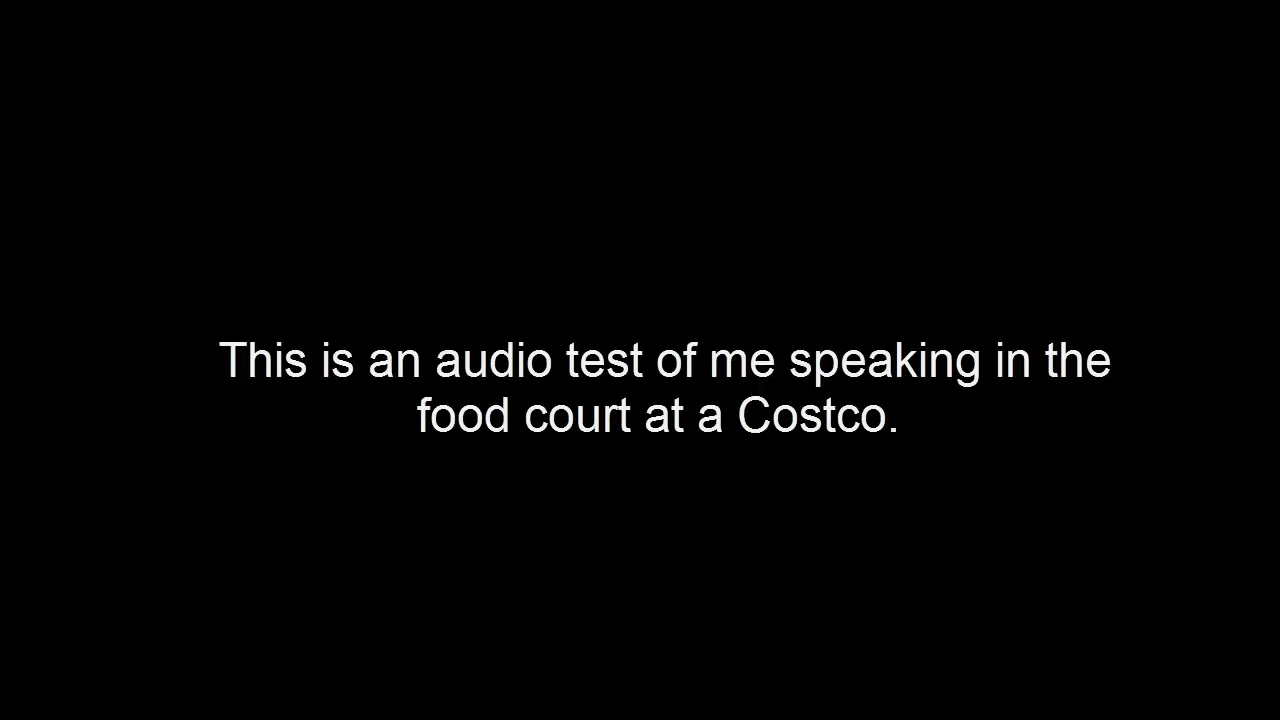 This is an audio test of me speaking in the
food court at a Costco.